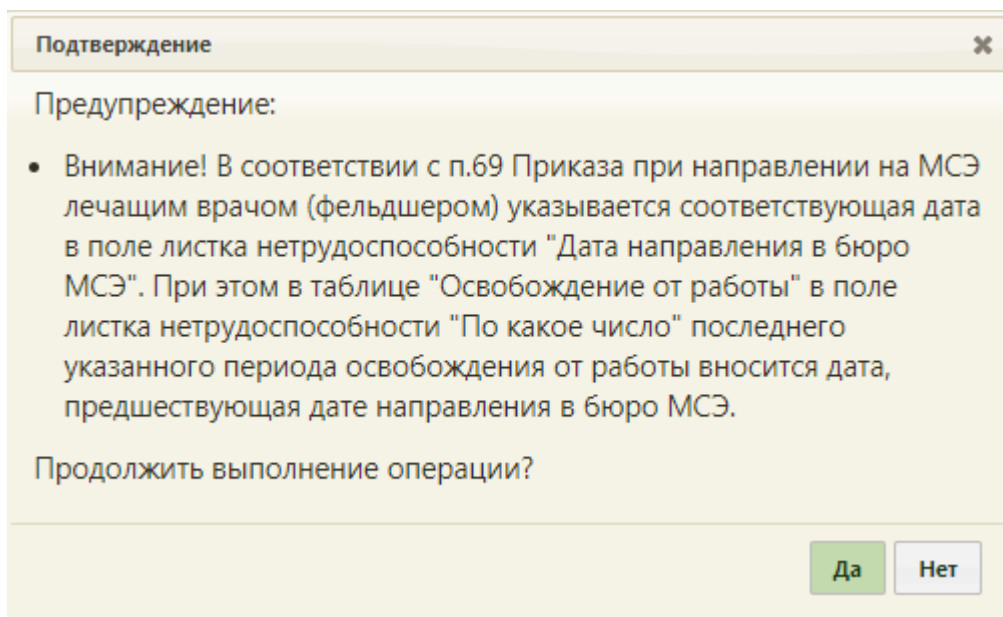 Подтверждение
Предупреждение:
• Внимание! В соответствии с п.69 Приказа при направлении на МСЭ
лечащим врачом (фельдшером) указывается соответствующая дата
в поле листка нетрудоспособности "Дата направления в бюро
МСЭ". При этом в таблице "Освобождение от работы" в поле
листка нетрудоспособности "По какое число" последнего
указанного периода освобождения от работы вносится дата,
предшествующая дате направления в бюро МСЭ.
Продолжить выполнение операции?
Да Нет